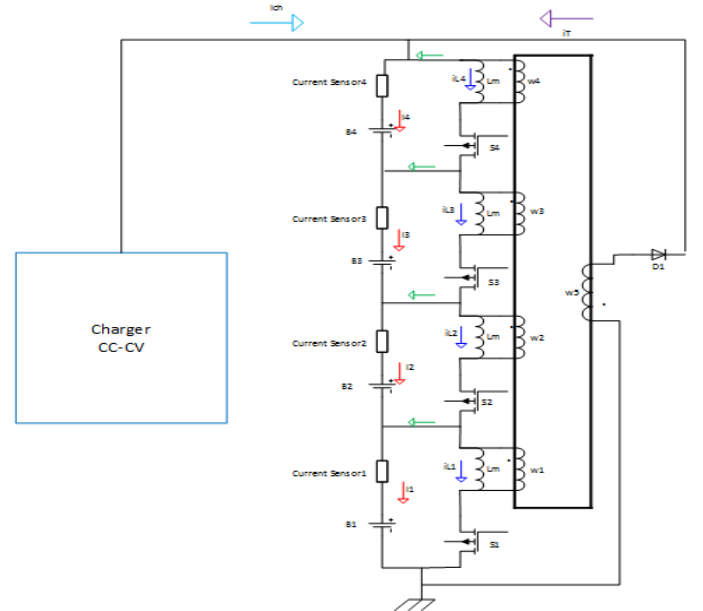 Ich
iT
Current Sensor4
iL4
Lm
w4
I4
B4
S4
Current Sensor3
iL3
Lm
w3
I3
B3
S3
w5
D1
Charger
CC-CV
Current Sensor2
iL2
Lm
w2
I2
B2
S2
Current Sensor1
iL1
Lm
w1
I1
B1
S1